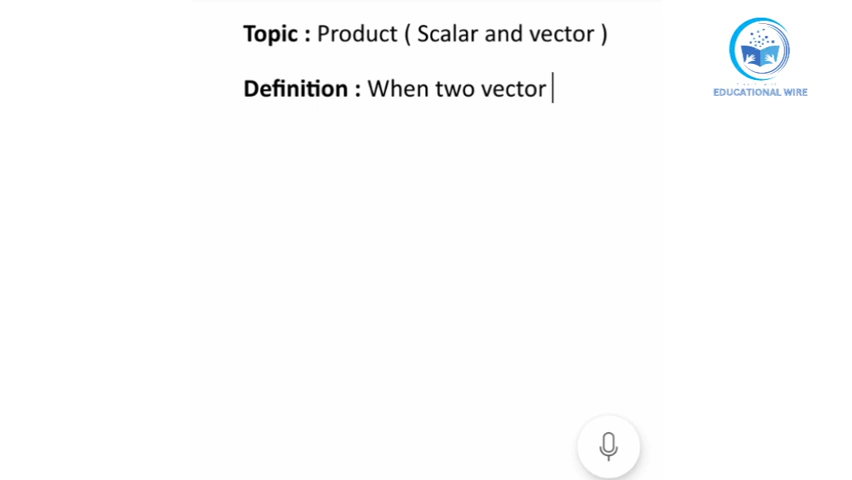 Topic : Product ( Scalar and vector )
EDUCATIONAL WIRE
Definition : When two vector